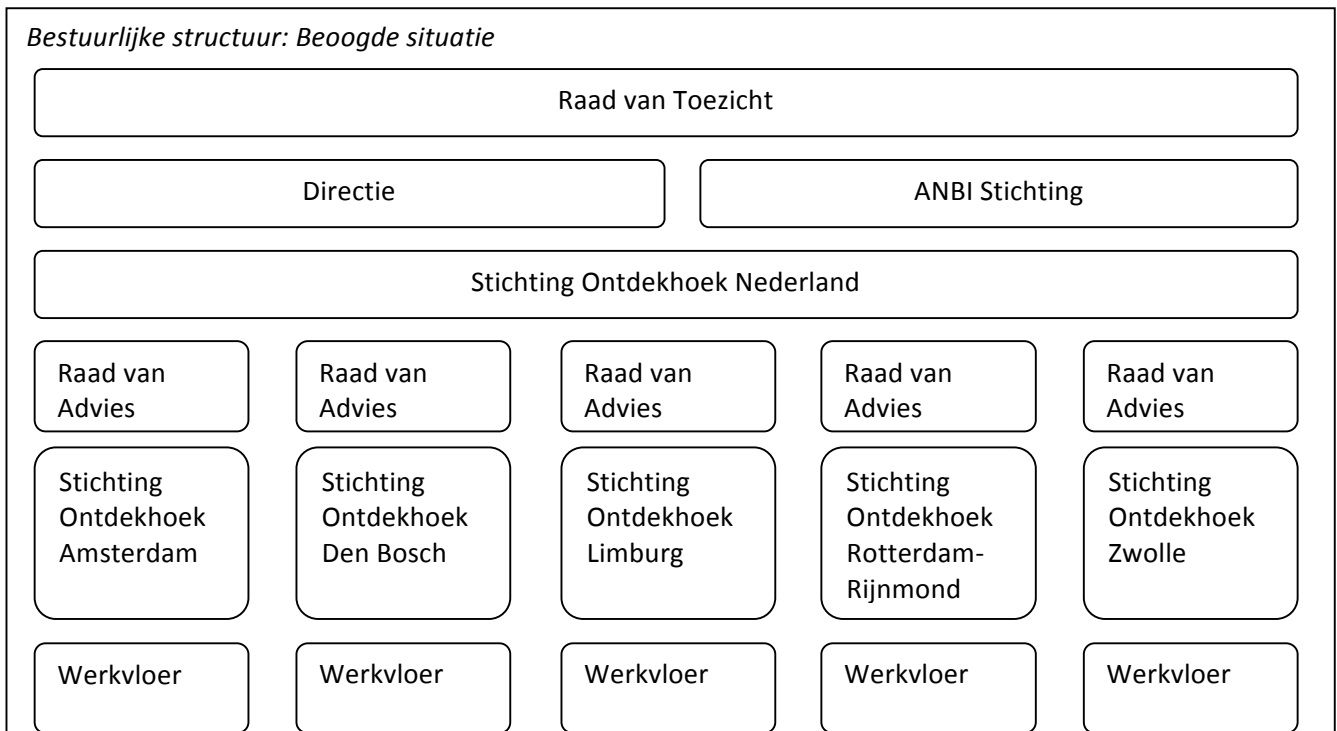 Bestuurlijke structuur: Beoogde situatie
Raad van Toezicht
Directie
ANBI Stichting
Stichting Ontdekhoek Nederland
Raad van
Advies
Raad van
Advies
Raad van
Advies
Raad van
Advies
Raad van
Advies
Stichting
Ontdekhoek
Amsterdam
Stichting
Ontdekhoek
Den Bosch
Stichting
Ontdekhoek
Limburg
Stichting
Ontdekhoek
Rotterdam-
Rijnmond
Stichting
Ontdekhoek
Zwolle
Werkvloer
Werkvloer
Werkvloer
Werkvloer
Werkvloer